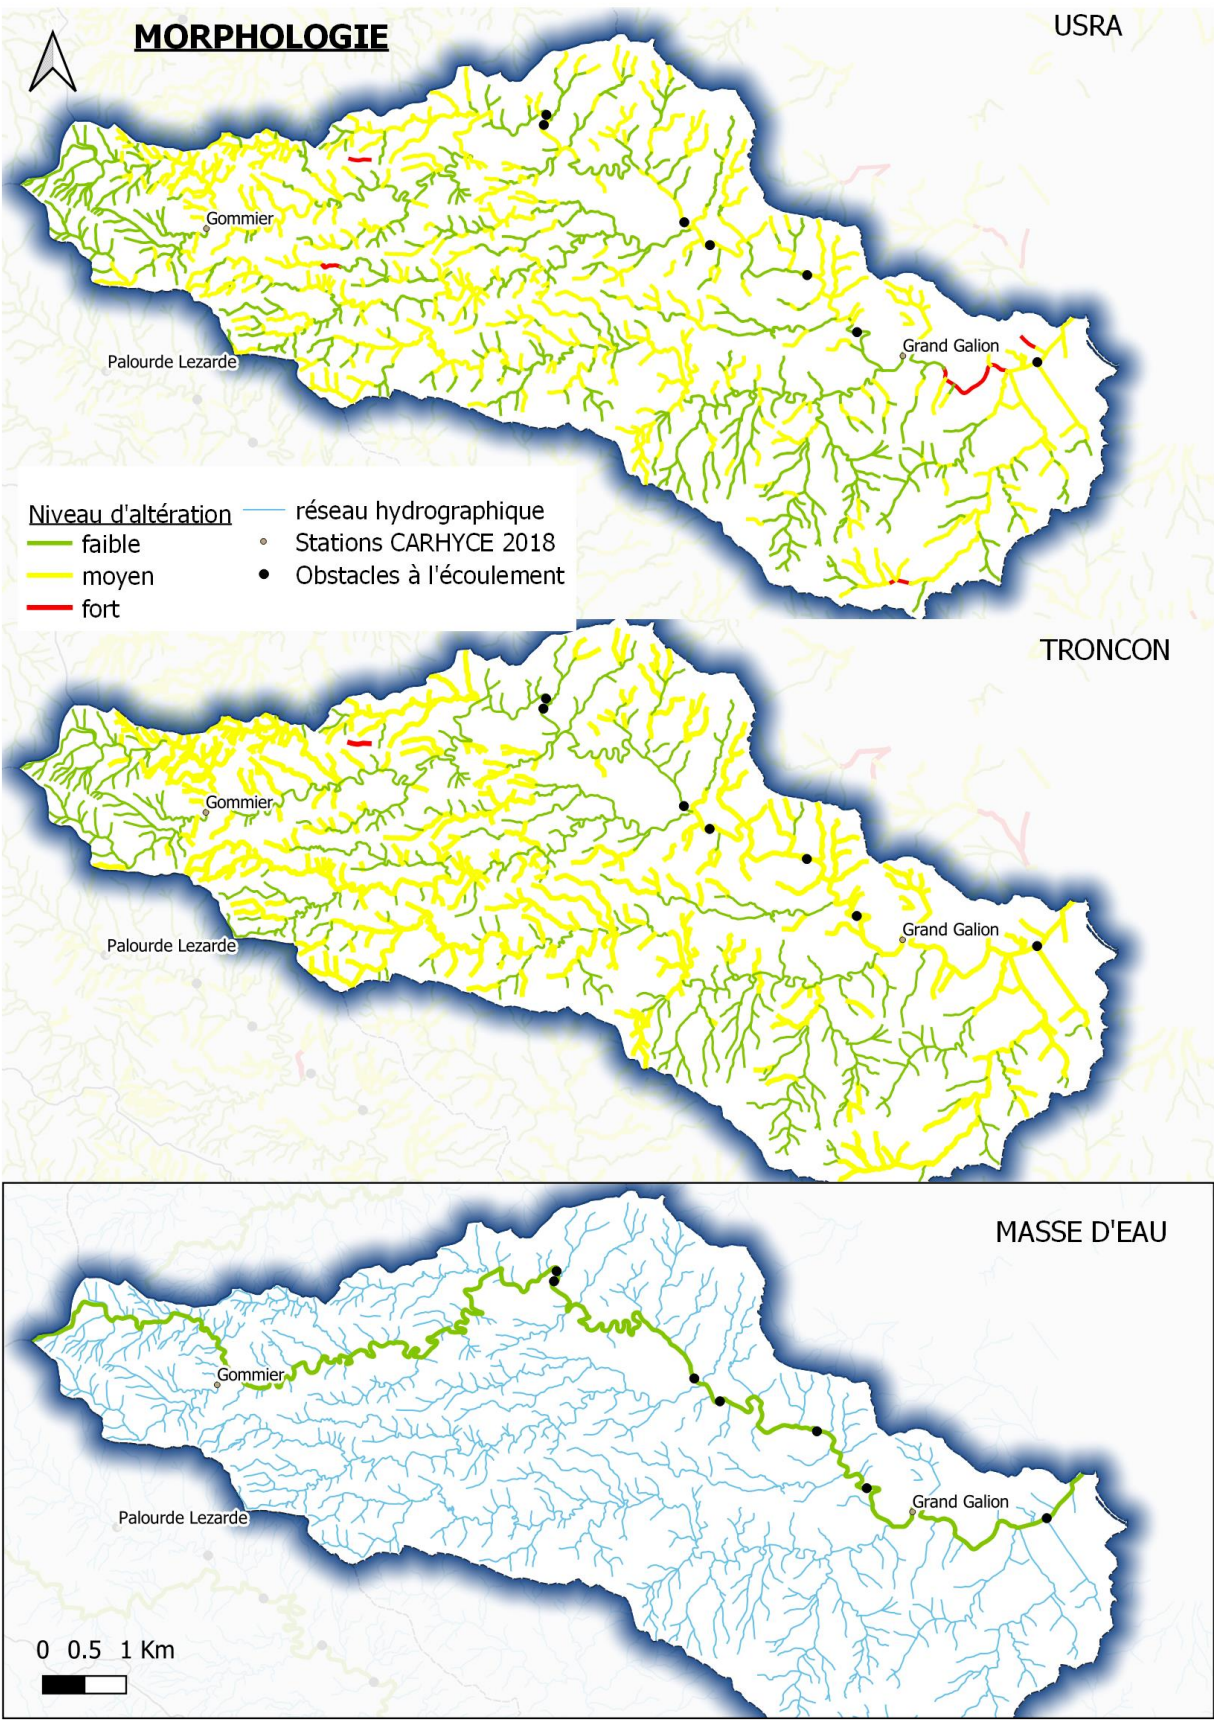 MORPHOLOGIE
USRA
Gommier
Grand Galion
Palourde Lezarde
Niveau d'altération
faible
moyen
fort
réseau hydrographique
Stations CARHYCE 2018
Obstacles à l'écoulement
TRONCON
Gommier
Grand Galion
Palourde Lezarde
MASSE D'EAU
Gommier
Grand Galion
Palourde Lezarde
0 0.5 1 Km